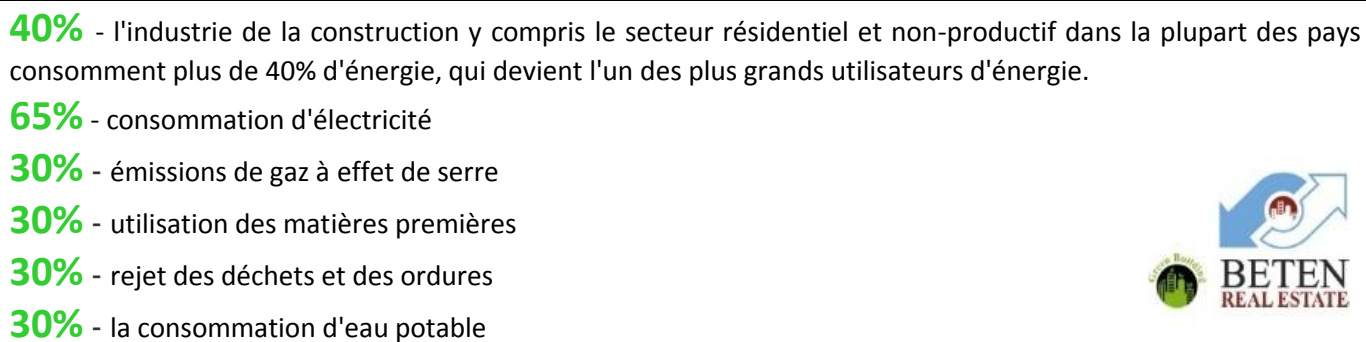 40% - l'industrie de la construction y compris le secteur résidentiel et non-productif dans la plupart des pays
consomment plus de 40% d'énergie, qui devient l'un des plus grands utilisateurs d'énergie.
65% - consommation d'électricité
30% - émissions de gaz à effet de serre
30% - utilisation des matières premières
30% - rejet des déchets et des ordures
30% - la consommation d'eau potable
Green Building
BETEN
REAL ESTATE